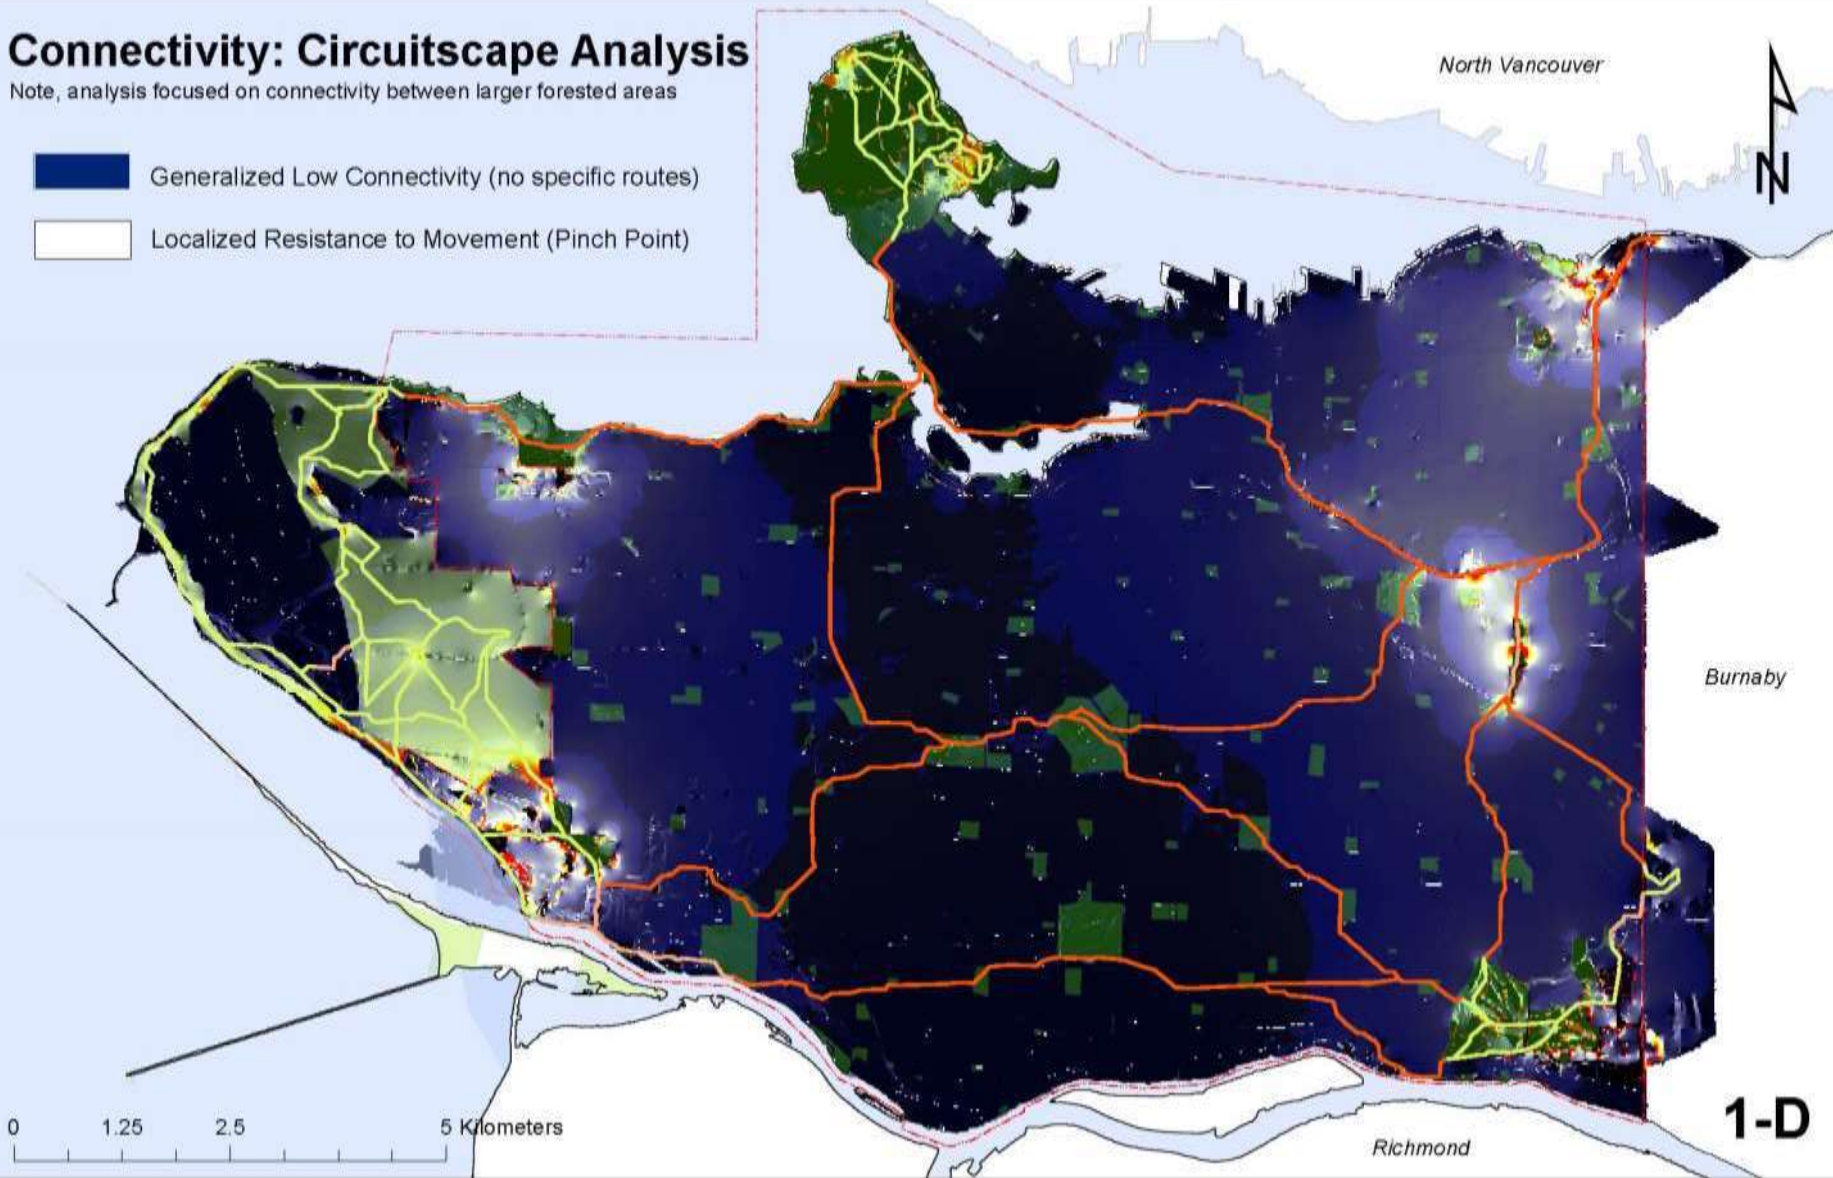 Connectivity: Circuitscape Analysis
Note, analysis focused on connectivity between larger forested areas
Generalized Low Connectivity (no specific routes)
Localized Resistance to Movement (Pinch Point)
North Vancouver
N
Burnaby
0 1.25 2.5 5 Kilometers
1-D
Richmond